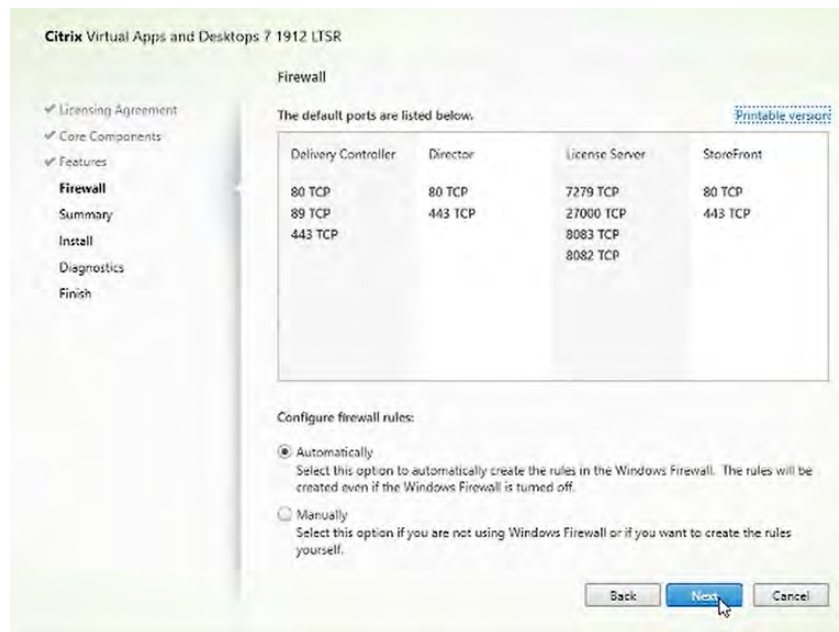 Citrix Virtual Apps and Desktops 7 1912 LTSR
Firewall
Licensing Agreement
Core Components
Features
Firewall
Summary
Install
Diagnostics
Finish
The default ports are listed below.
Printable version
Delivery Controller Director License Server StoreFront
80 TCP 80 TCP 7279 TCP 80 TCP
89 TCP 443 TCP 27000 TCP 443 TCP
443 TCP 8083 TCP
8082 TCP
Configure firewall rules:
Automatically
Select this option to automatically create the rules in the Windows Firewall. The rules will be
created even if the Windows Firewall is turned off.
Manually
Select this option if you are not using Windows Firewall or if you want to create the rules
yourself.
Back Next Cancel